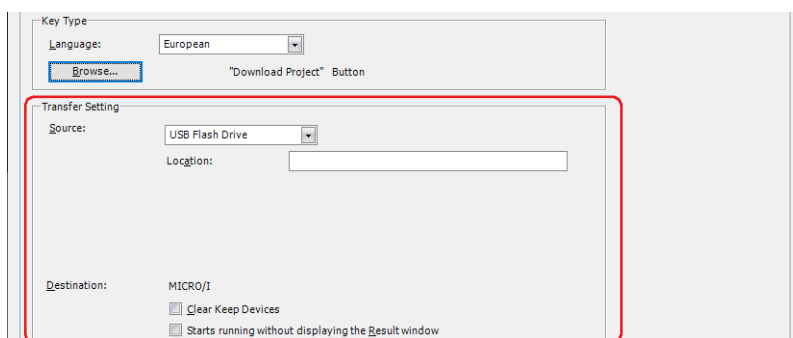 Key Type
Language: European
Browse... "Download Project" Button
Transfer Setting
Source: USB Flash Drive
Location:
Destination: MICRO/I
Clear Keep Devices
Starts running without displaying the Result window